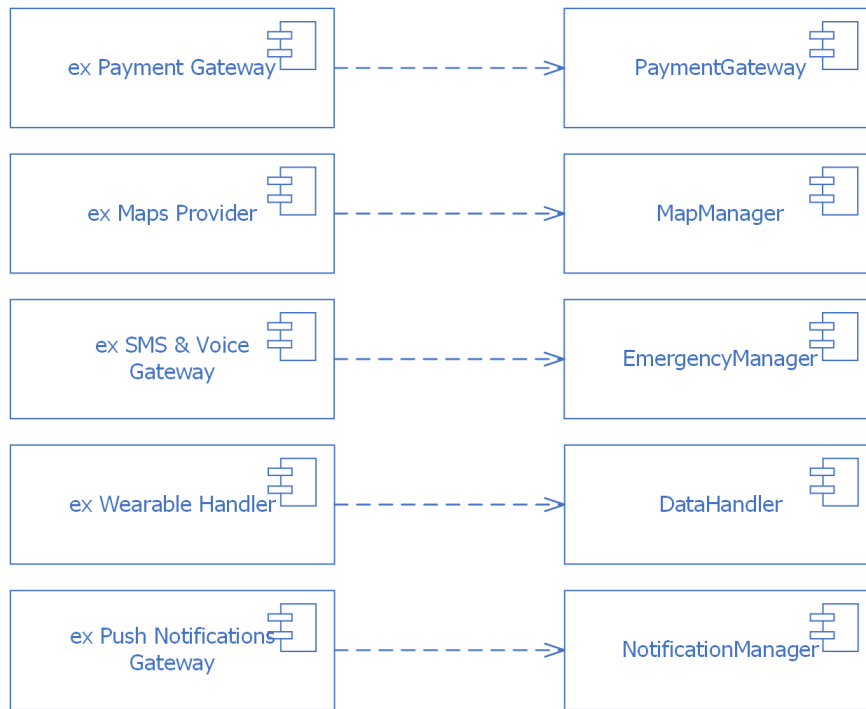 ex Payment Gateway
PaymentGateway
ex Maps Provider
MapManager
ex SMS & Voice
Gateway
EmergencyManager
ex Wearable Handler
DataHandler
ex Push Notifications
Gateway
NotificationManager